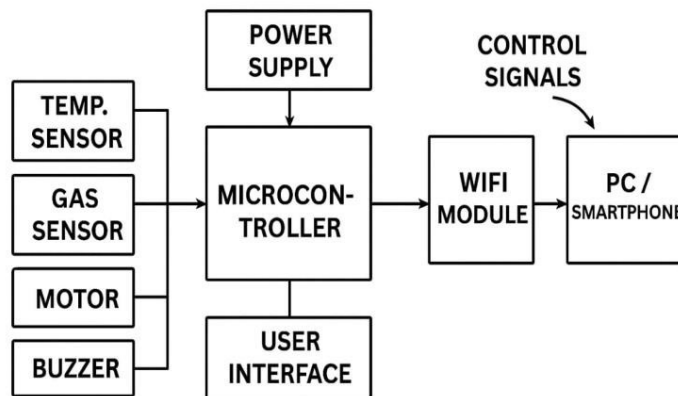 POWER
SUPPLY
CONTROL
SIGNALS
TEMP.
SENSOR
GAS
SENSOR
MOTOR
BUZZER
MICROCON-
TROLLER
WIFI
MODULE
PC /
SMARTPHONE
USER
INTERFACE